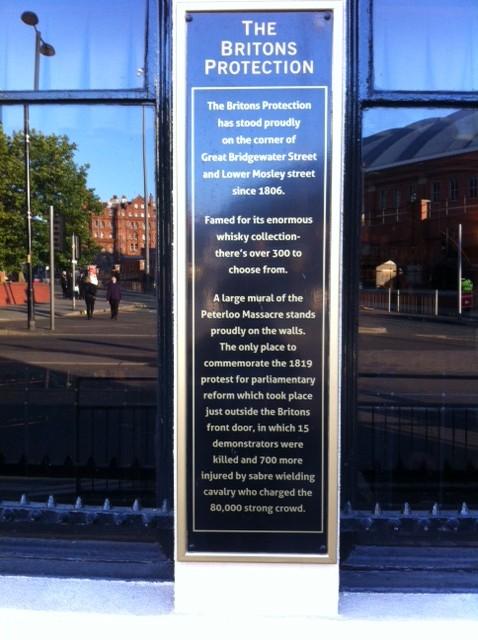 THE
BRITONS
PROTECTION
The Britons Protection
has stood proudly
on the corner of
Great Bridgewater Street
and Lower Mosley street
since 1806.
Famed for its enormous
whisky collection-
there's over 300 to
choose from.
A large mural of the
Peterloo Massacre stands
proudly on the walls.
The only place to
commemorate the 1819
protest for parliamentary
reform which took place
just outside the Britons
front door, in which 15
demonstrators were
killed and 700 more
injured by sabre wielding
cavalry who charged the
80,000 strong crowd.